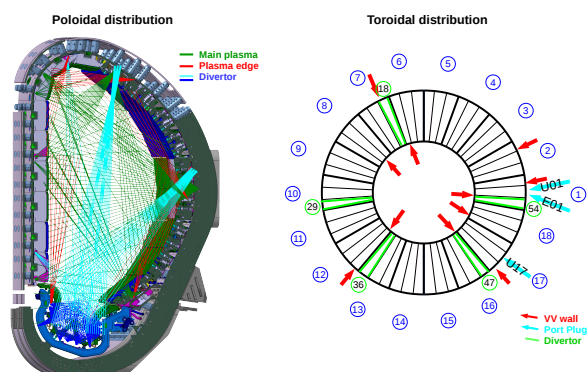 Poloidal distribution
Toroidal distribution
Main plasma
Plasma edge
Divertor
6
5
7
18
4
8
3
9
2
U01
10
1
E01
29
54
11
18
U17
12
17
36
47
13
16
14
15
VV wall
Port Plug
Divertor